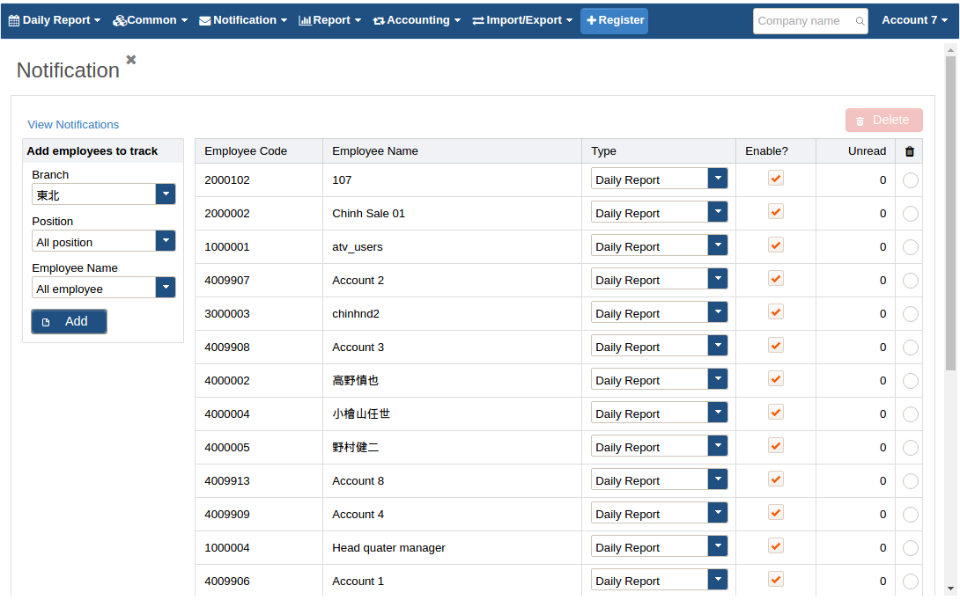 Daily Report Common Notification Report Accounting Import/Export Register Company name Account 7
Notification
View Notifications
Delete
Add employees to track
Branch
東北
Position
All position
Employee Name
All employee
Add
Employee Code Employee Name Type Enable? Unread
2000102 107 Daily Report 0
2000002 Chinh Sale 01 Daily Report 0
1000001 atv_users Daily Report 0
4009907 Account 2 Daily Report 0
3000003 chinhnd2 Daily Report 0
4009908 Account 3 Daily Report 0
4000002 高野慎也 Daily Report 0
4000004 小檜山任世 Daily Report 0
4000005 野村健二 Daily Report 0
4009913 Account 8 Daily Report 0
4009909 Account 4 Daily Report 0
1000004 Head quater manager Daily Report 0
4009906 Account 1 Daily Report 0